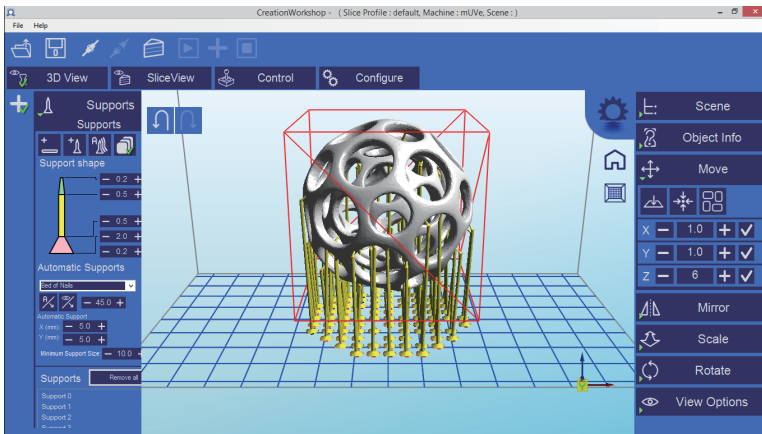 CreationWorkshop - ( Slice Profile : default, Machine : mUVe, Scene : )
File Help
3D View SliceView Control Configure
Supports
Supports
Support shape
0.2
0.5
0.5
2.0
0.2
Automatic Supports
Bed of Nails
45.0
Automatic Support
X (mm) 5.0
Y (mm) 5.0
Minimum Support Size 10.0
Supports Remove all
Support 0
Support 1
Support 2
Support 3
Scene
Object Info
Move
X 1.0
Y 1.0
Z 6
Mirror
Scale
Rotate
View Options
Y